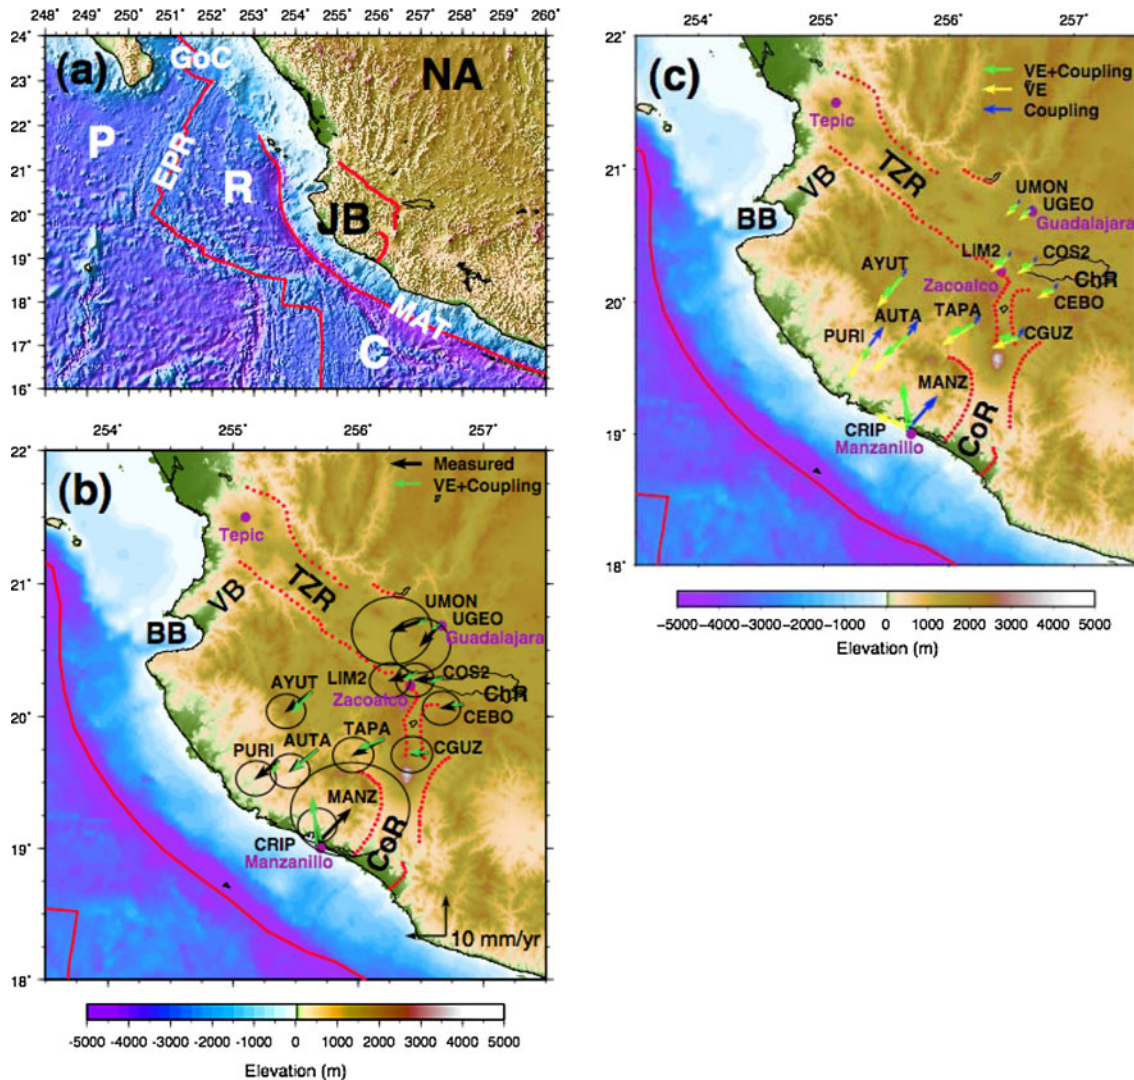 248° 249° 250° 251° 252° 253° 254° 255° 256° 257° 258° 259° 260°
24°
23°
22°
21°
20°
19°
18°
17°
16°
(a)
GoC
NA
P
EPR
R
JB
MAT
C
254° 255° 256° 257°
22°
21°
20°
19°
18°
(b)
Measured
VE+Coupling
Tepic
TZR
VB
BB
UMON
UGEO
Guadalajara
LIM2
COS2
Zacoalco
ChR
CEBO
AYUT
TAPA
AUTA
CGUZ
PURI
MANZ
CRIP
Manzanillo
CoR
10 mm/yr
-5000 -4000 -3000 -2000 -1000 0 1000 2000 3000 4000 5000
Elevation (m)
254° 255° 256° 257°
22°
21°
20°
19°
18°
(c)
VE+Coupling
VE
Coupling
Tepic
TZR
VB
BB
UMON
UGEO
Guadalajara
LIM2
COS2
Zacoalco
ChR
CEBO
AYUT
AUTA
TAPA
PURI
CGUZ
MANZ
CRIP
Manzanillo
CoR
-5000 -4000 -3000 -2000 -1000 0 1000 2000 3000 4000 5000
Elevation (m)